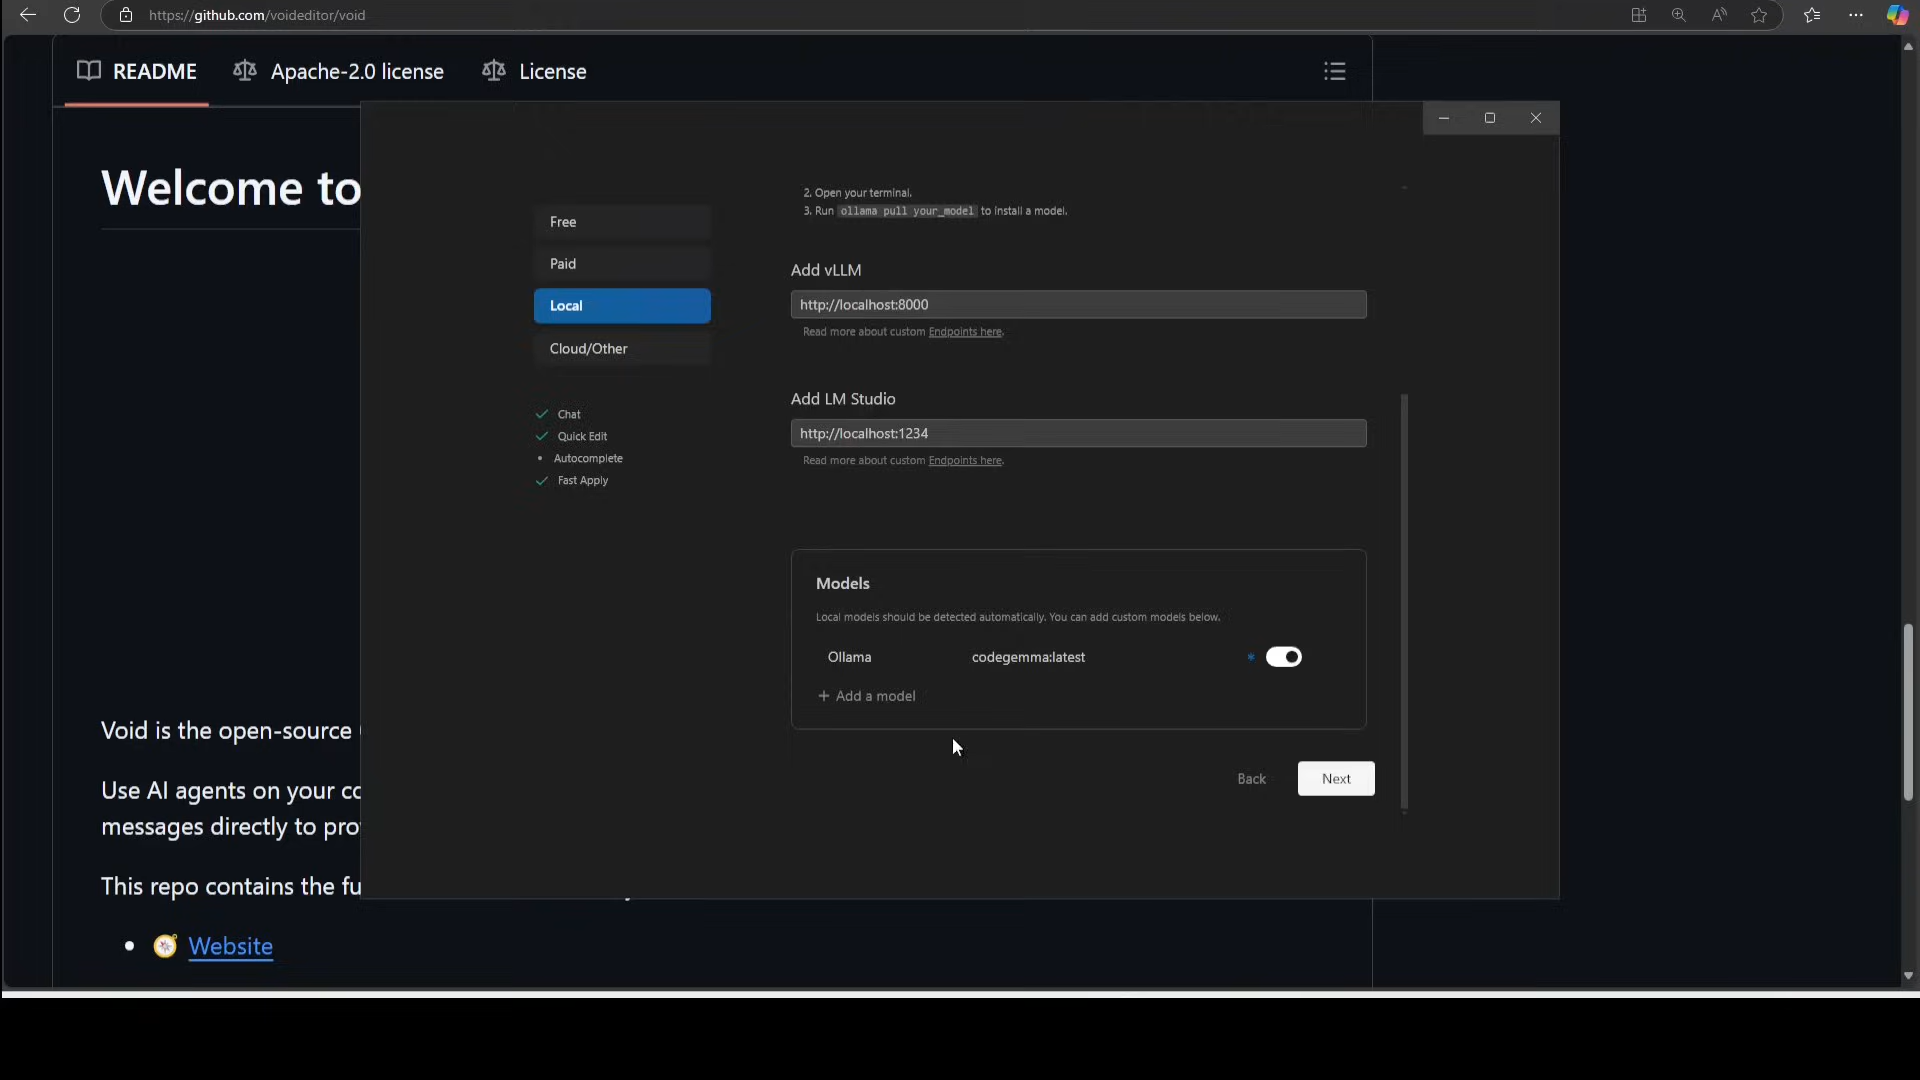 https://github.com/voideditor/void
README
Apache-2.0 license
License
Welcome to
2. Open your terminal.
3. Run ollama pull your_model to install a model.
Free
Paid
Local
Cloud/Other
Chat
Quick Edit
Autocomplete
Fast Apply
Add vLLM
http://localhost:8000
Read more about custom Endpoints here.
Add LM Studio
http://localhost:1234
Read more about custom Endpoints here.
Models
Local models should be detected automatically. You can add custom models below.
Ollama codegemma:latest *
+ Add a model
Back Next
Void is the open-source
Use AI agents on your co
messages directly to pro
This repo contains the fu
Website